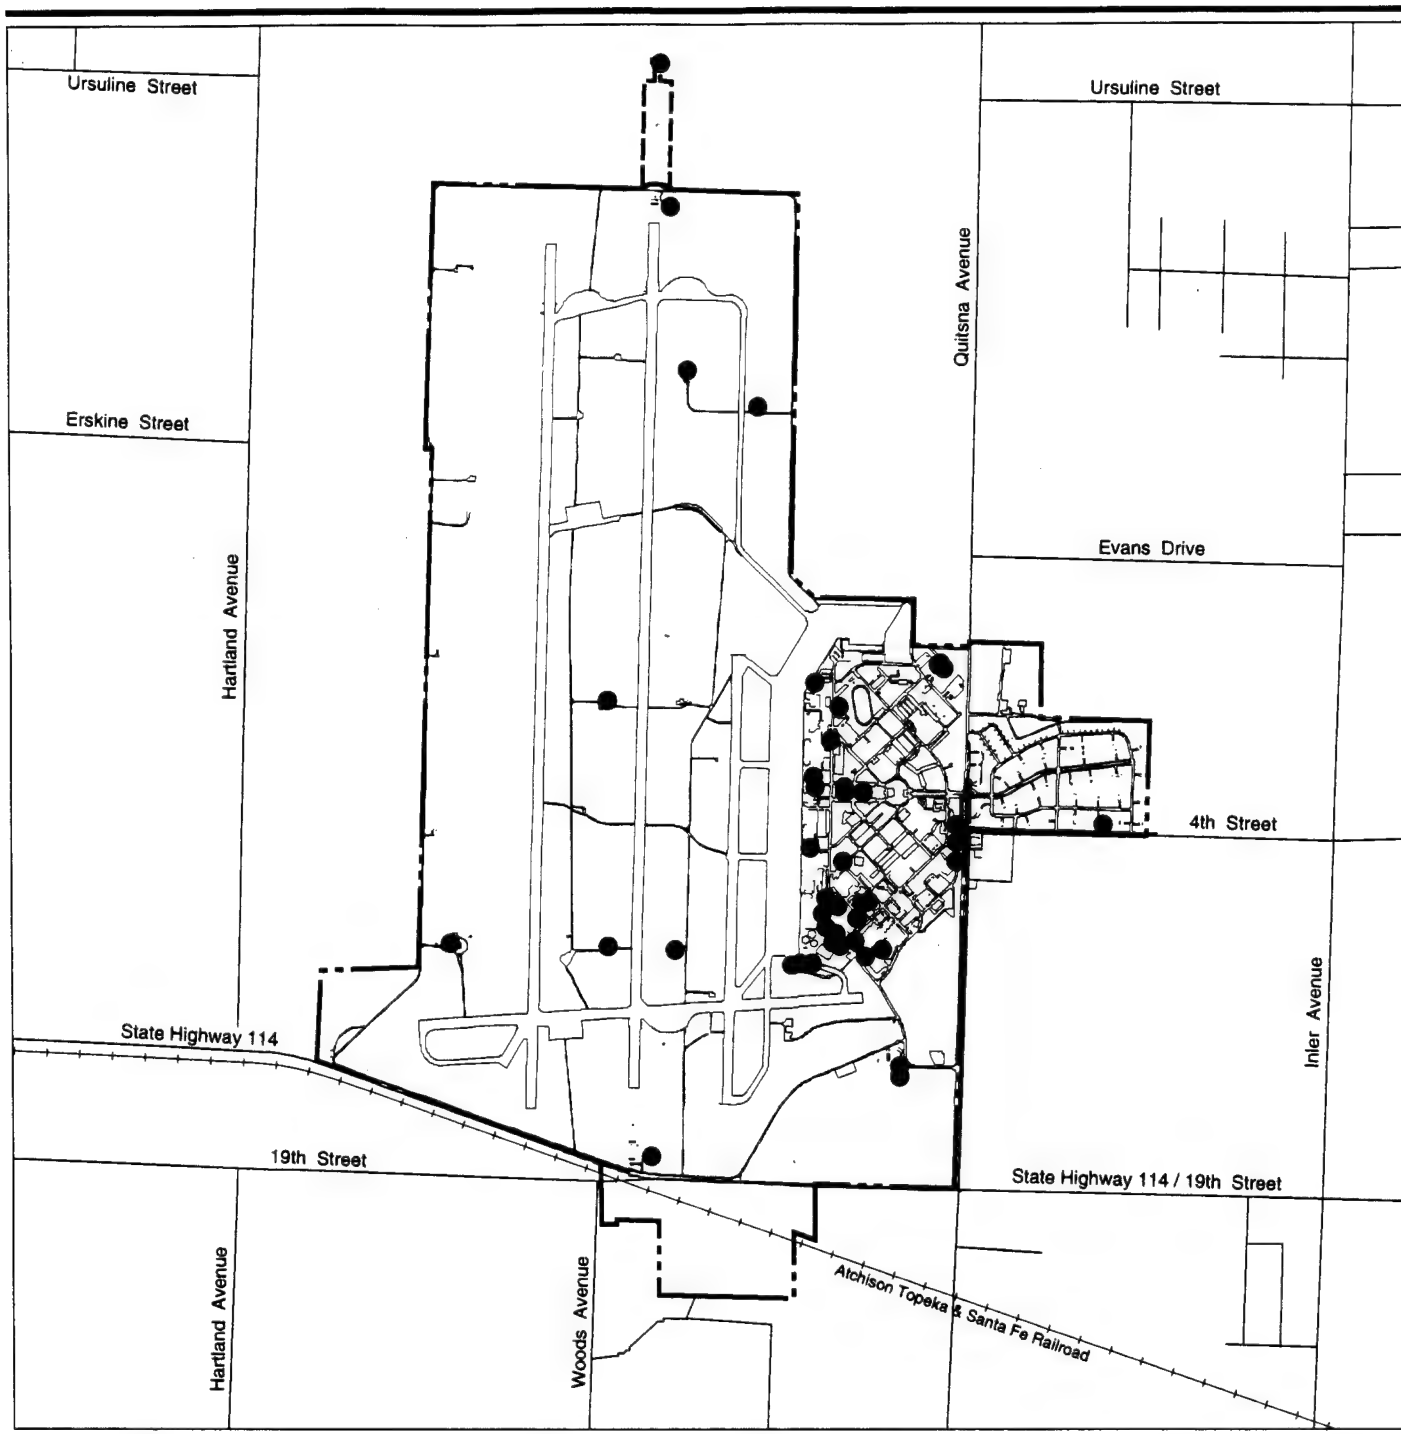 Ursuline Street
Ursuline Street
Quitsna Avenue
Erskine Street
Evans Drive
Hartland Avenue
4th Street
Inler Avenue
State Highway 114
19th Street
State Highway 114 / 19th Street
Hartland Avenue
Woods Avenue
Atchison Topeka & Santa Fe Railroad